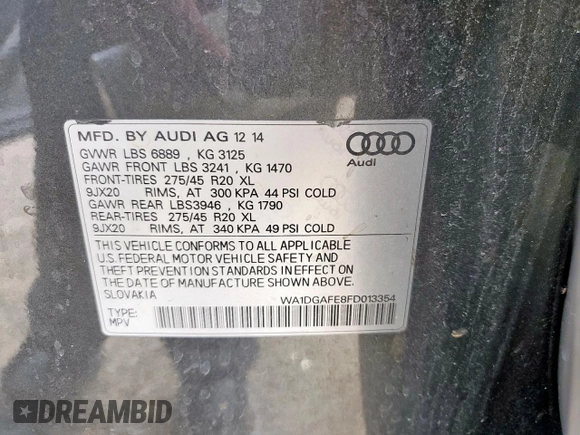 MFD. BY AUDI AG 12 14
GVWR LBS 6889 , KG 3125
GAWR FRONT LBS 3241 , KG 1470
FRONT-TIRES 275/45 R20 XL
9JX20 RIMS, AT 300 KPA 44 PSI COLD
GAWR REAR LBS3946 , KG 1790
REAR-TIRES 275/45 R20 XL
9JX20 RIMS, AT 340 KPA 49 PSI COLD
Audi
THIS VEHICLE CONFORMS TO ALL APPLICABLE
U.S. FEDERAL MOTOR VEHICLE SAFETY AND
THEFT PREVENTION STANDARDS IN EFFECT ON
THE DATE OF MANUFACTURE SHOWN ABOVE.
SLOVAKIA
WA1DGAFE8FD013354
TYPE:
MPV
DREAMBID